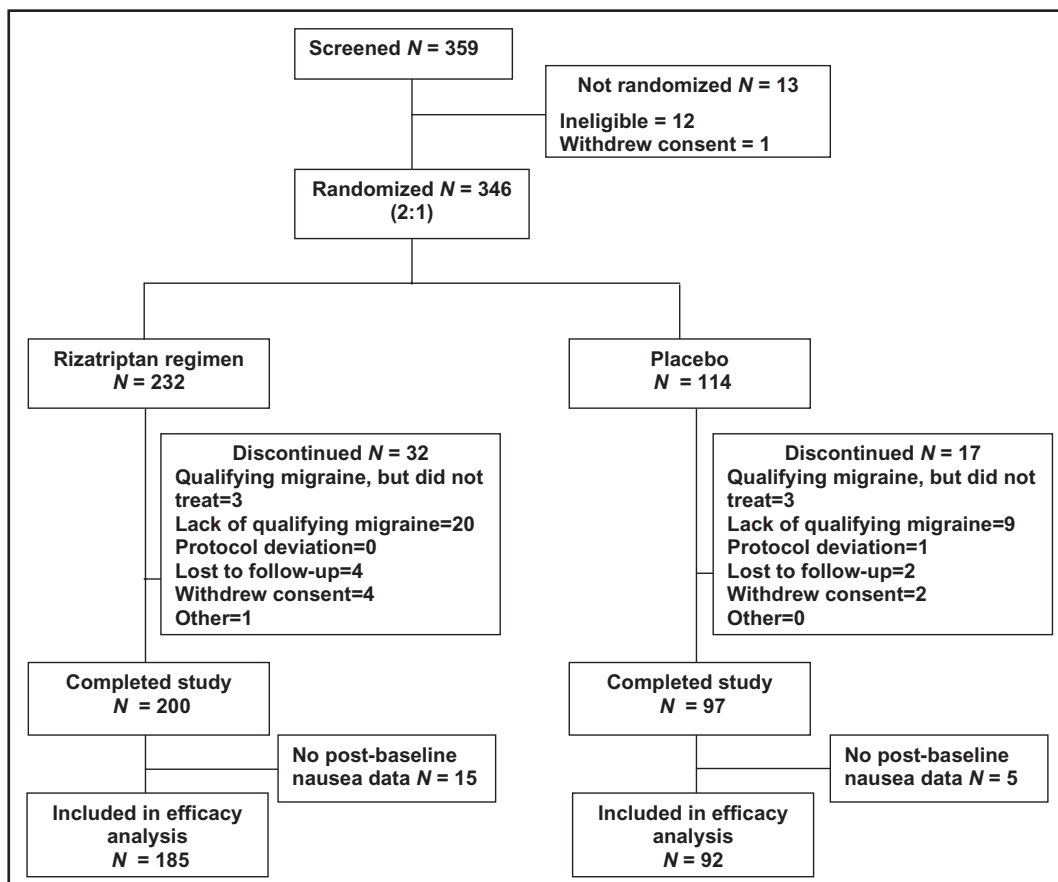 Screened N = 359
Not randomized N = 13
Ineligible = 12
Withdrew consent = 1
Randomized N = 346
(2:1)
Rizatriptan regimen
N = 232
Placebo
N = 114
Discontinued N = 32
Qualifying migraine, but did not
treat=3
Lack of qualifying migraine=20
Protocol deviation=0
Lost to follow-up=4
Withdrew consent=4
Other=1
Discontinued N = 17
Qualifying migraine, but did not
treat=3
Lack of qualifying migraine=9
Protocol deviation=1
Lost to follow-up=2
Withdrew consent=2
Other=0
Completed study
N = 200
Completed study
N = 97
No post-baseline
nausea data N = 15
No post-baseline
nausea data N = 5
Included in efficacy
analysis
N = 185
Included in efficacy
analysis
N = 92